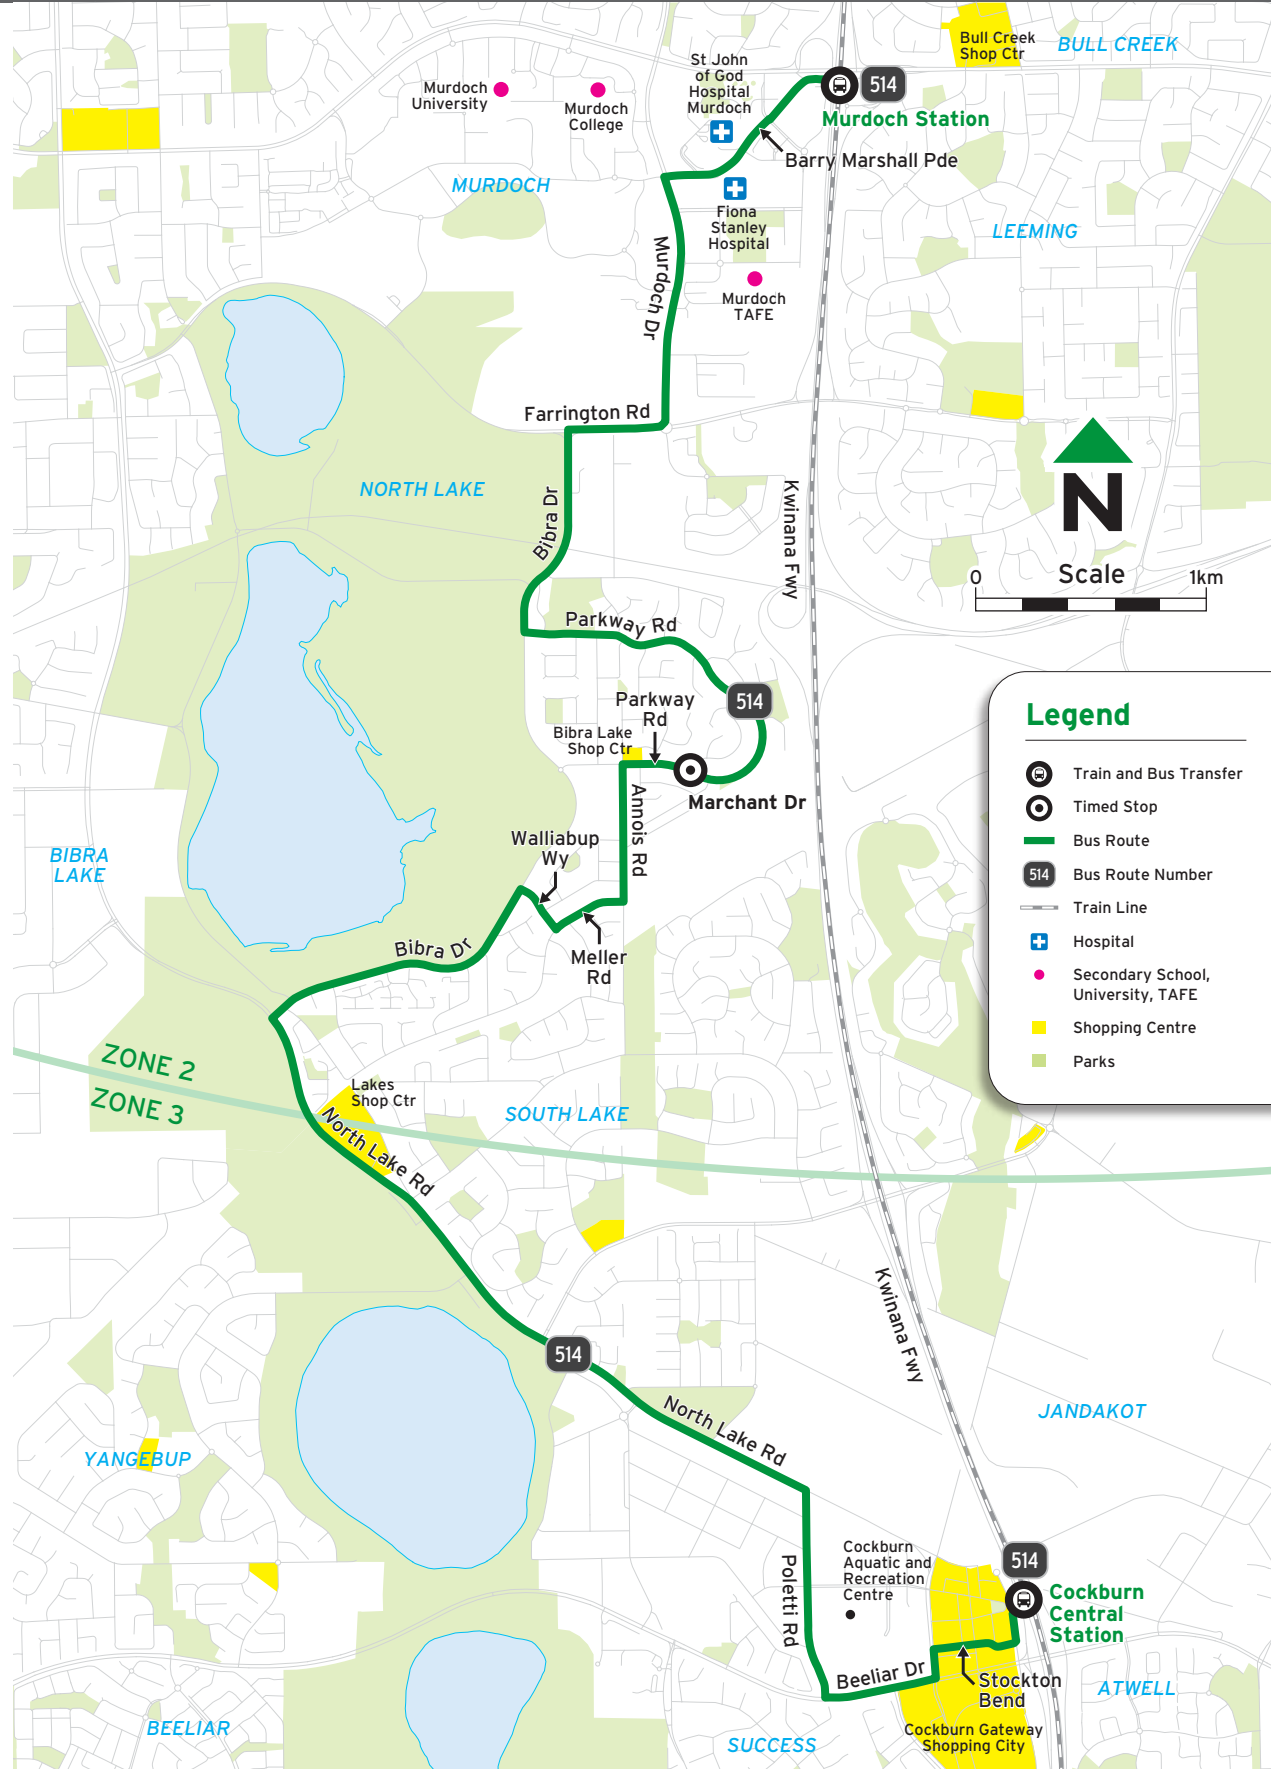 Bull Creek
Shop Ctr
BULL CREEK
St John
of God
Hospital
Murdoch
514
Murdoch
University
Murdoch
College
Murdoch Station
Barry Marshall Pde
MURDOCH
Fiona
Stanley
Hospital
LEEMING
Murdoch Dr
Murdoch
TAFE
Farrington Rd
NORTH LAKE
Bibra Dr
Kwinana Fwy
N
Scale
0
1km
Parkway Rd
514
Parkway
Rd
Bibra Lake
Shop Ctr
Marchant Dr
Annois Rd
Walliabup
Wy
BIBRA
LAKE
Bibra Dr
Meller
Rd
Legend
Train and Bus Transfer
Timed Stop
Bus Route
514
Bus Route Number
Train Line
Hospital
Secondary School,
University, TAFE
Shopping Centre
Parks
ZONE 2
ZONE 3
Lakes
Shop Ctr
North Lake Rd
SOUTH LAKE
Kwinana Fwy
514
North Lake Rd
JANDAKOT
YANGEBUP
Cockburn
Aquatic and
Recreation
Centre
514
Cockburn
Central
Station
Poletti Rd
Beeliar Dr
Stockton
Bend
ATWELL
BEELIAR
Cockburn Gateway
Shopping City
SUCCESS